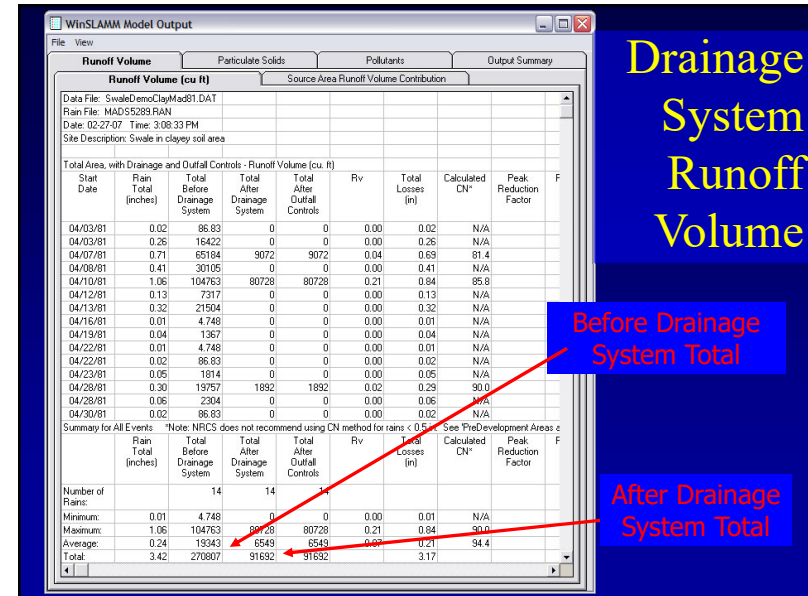 WinSLAMM Model Output
File View
Runoff Volume Particulate Solids Pollutants Output Summary
Runoff Volume (cu ft) Source Area Runoff Volume Contribution
Data File: SwaleDemoClayMad81.DAT
Rain File: MADS5289.RAN
Date: 02-27-07 Time: 3:08:33 PM
Site Description: Swale in clayey soil area
Total Area, with Drainage and Outfall Controls - Runoff Volume (cu. ft)
Start Rain Total Total Total Rv Total Calculated Peak F
Date Total Before After After Losses CN* Reduction
(inches) Drainage Drainage Outfall (in) Factor
System System Controls
04/03/81 0.02 86.83 0 0 0.00 0.02 N/A
04/03/81 0.26 16422 0 0 0.00 0.26 N/A
04/07/81 0.71 65184 9072 9072 0.04 0.69 81.4
04/08/81 0.41 30105 0 0 0.00 0.41 N/A
04/10/81 1.06 104763 80728 80728 0.21 0.84 85.8
04/12/81 0.13 7317 0 0 0.00 0.13 N/A
04/13/81 0.32 21504 0 0 0.00 0.32 N/A
04/16/81 0.01 4.748 0 0 0.00 0.01 N/A
04/19/81 0.04 1367 0 0 0.00 0.04 N/A
04/22/81 0.01 4.748 0 0 0.00 0.01 N/A
04/22/81 0.02 86.83 0 0 0.00 0.02 N/A
04/23/81 0.05 1814 0 0 0.00 0.05 N/A
04/28/81 0.30 19757 1892 1892 0.02 0.29 90.0
04/28/81 0.06 2304 0 0 0.00 0.06 N/A
04/30/81 0.02 86.83 0 0 0.00 0.02 N/A
Summary for All Events *Note: NRCS does not recommend using CN method for rains < 0.5 in. See 'PreDevelopment Areas a
Rain Total Total Total Rv Total Calculated Peak F
Total Before After After Losses CN* Reduction
(inches) Drainage Drainage Outfall (in) Factor
System System Controls
Number of 14 14 14
Rains:
Minimum: 0.01 4.748 0 0 0.00 0.01 N/A
Maximum: 1.06 104763 80728 80728 0.21 0.84 90.0
Average: 0.24 19343 6549 6549 0.07 0.21 94.4
Total: 3.42 270807 91692 91692 3.17
Drainage
System
Runoff
Volume
Before Drainage
System Total
After Drainage
System Total